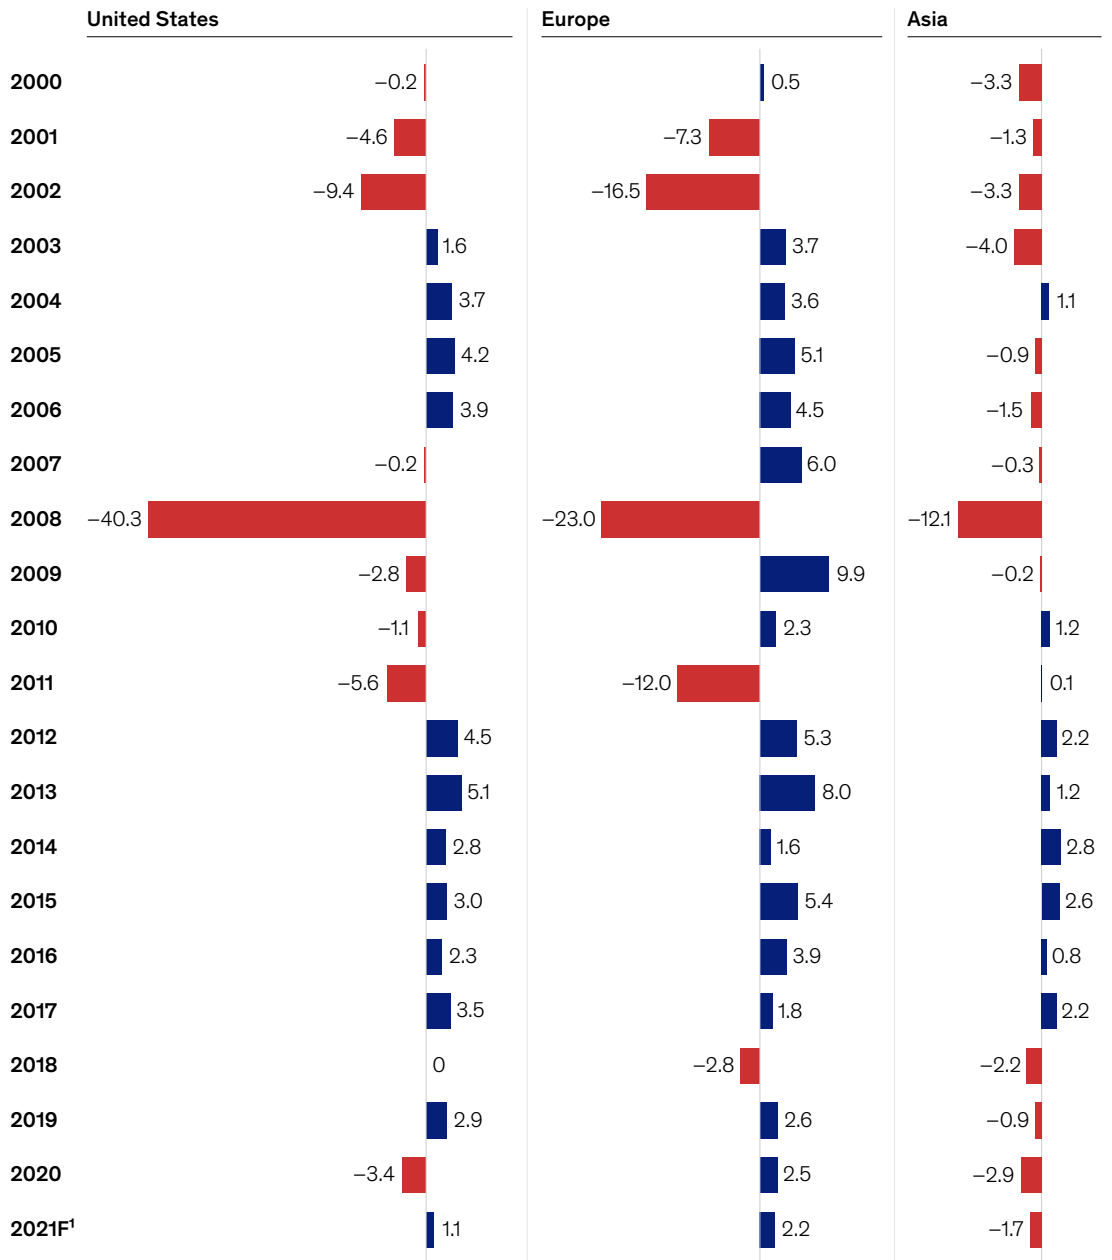 United States Europe Asia
2000 –0.2 0.5 –3.3
2001 –4.6 –7.3 –1.3
2002 –9.4 –16.5 –3.3
2003 1.6 3.7 –4.0
2004 3.7 3.6 1.1
2005 4.2 5.1 –0.9
2006 3.9 4.5 –1.5
2007 –0.2 6.0 –0.3
2008 –40.3 –23.0 –12.1
2009 –2.8 9.9 –0.2
2010 –1.1 2.3 1.2
2011 –5.6 –12.0 0.1
2012 4.5 5.3 2.2
2013 5.1 8.0 1.2
2014 2.8 1.6 2.8
2015 3.0 5.4 2.6
2016 2.3 3.9 0.8
2017 3.5 1.8 2.2
2018 0 –2.8 –2.2
2019 2.9 2.6 –0.9
2020 –3.4 2.5 –2.9
2021F¹ 1.1 2.2 –1.7